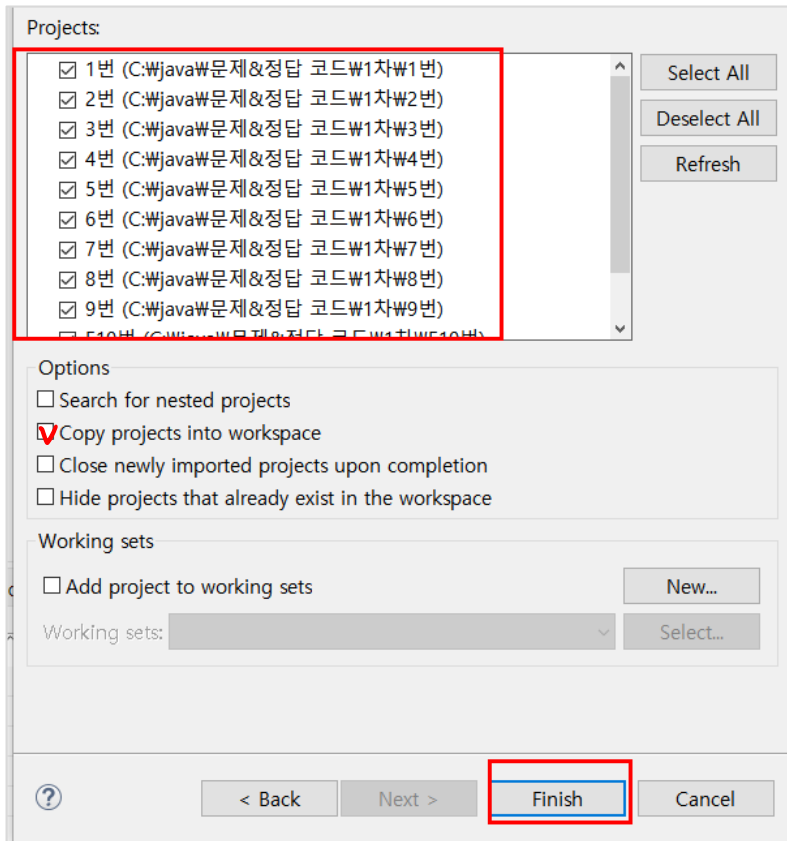 Projects:
1번 (C:₩java₩문제&정답 코드₩1차₩1번)
Select All
2번 (C:₩java₩문제&정답 코드₩1차₩2번)
Deselect All
3번 (C:₩java₩문제&정답 코드₩1차₩3번)
4번 (C:₩java₩문제&정답 코드₩1차₩4번)
Refresh
5번 (C:₩java₩문제&정답 코드₩1차₩5번)
6번 (C:₩java₩문제&정답 코드₩1차₩6번)
7번 (C:₩java₩문제&정답 코드₩1차₩7번)
8번 (C:₩java₩문제&정답 코드₩1차₩8번)
9번 (C:₩java₩문제&정답 코드₩1차₩9번)
Options
Search for nested projects
Copy projects into workspace
Close newly imported projects upon completion
Hide projects that already exist in the workspace
Working sets
Add project to working sets
New...
Working sets:
Select...
?
< Back
Next >
Finish
Cancel